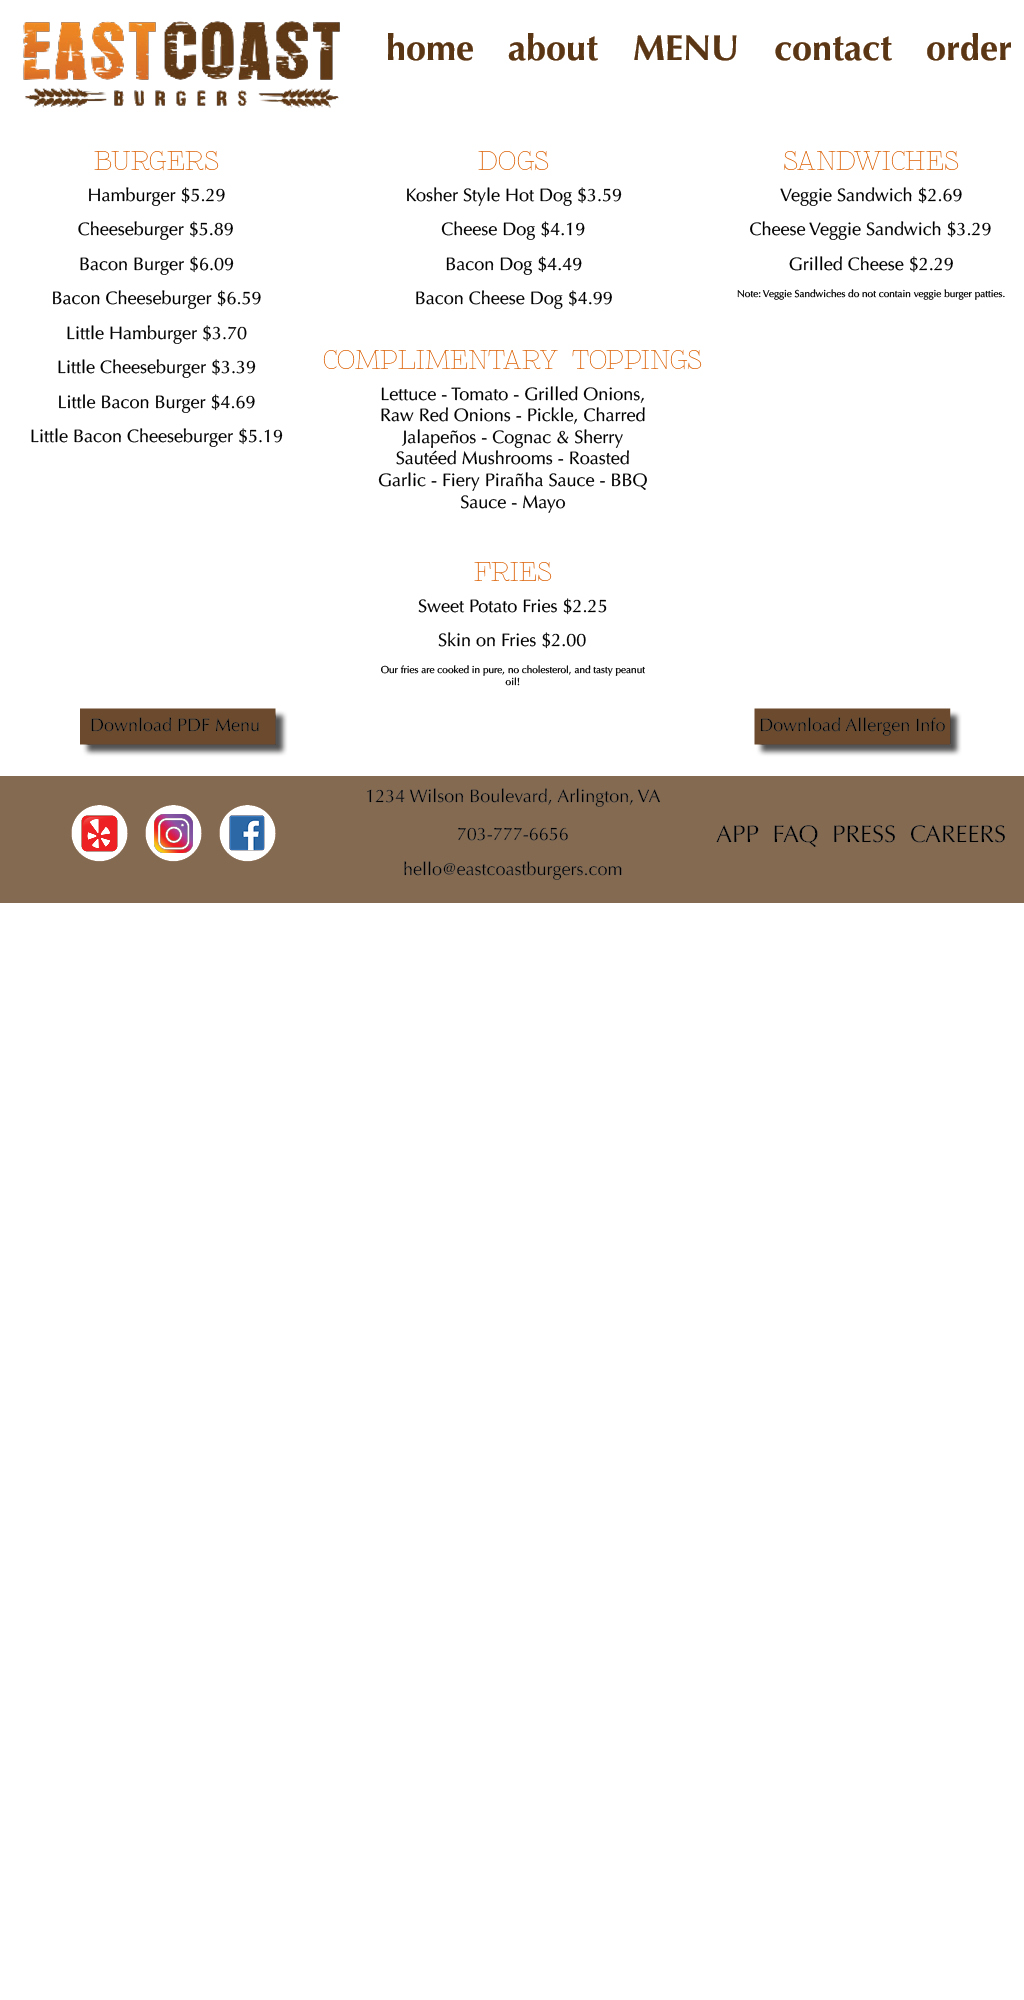 EASTCOAST
BURGERS
home about MENU contact order
BURGERS
Hamburger $5.29
Cheeseburger $5.89
Bacon Burger $6.09
Bacon Cheeseburger $6.59
Little Hamburger $3.70
Little Cheeseburger $3.39
Little Bacon Burger $4.69
Little Bacon Cheeseburger $5.19
DOGS
Kosher Style Hot Dog $3.59
Cheese Dog $4.19
Bacon Dog $4.49
Bacon Cheese Dog $4.99
COMPLIMENTARY TOPPINGS
Lettuce - Tomato - Grilled Onions,
Raw Red Onions - Pickle, Charred
Jalapeños - Cognac & Sherry
Sautéed Mushrooms - Roasted
Garlic - Fiery Pirañha Sauce - BBQ
Sauce - Mayo
FRIES
Sweet Potato Fries $2.25
Skin on Fries $2.00
Our fries are cooked in pure, no cholesterol, and tasty peanut
oil!
SANDWICHES
Veggie Sandwich $2.69
Cheese Veggie Sandwich $3.29
Grilled Cheese $2.29
Note: Veggie Sandwiches do not contain veggie burger patties.
Download PDF Menu
Download Allergen Info
1234 Wilson Boulevard, Arlington, VA
703-777-6656
hello@eastcoastburgers.com
APP FAQ PRESS CAREERS